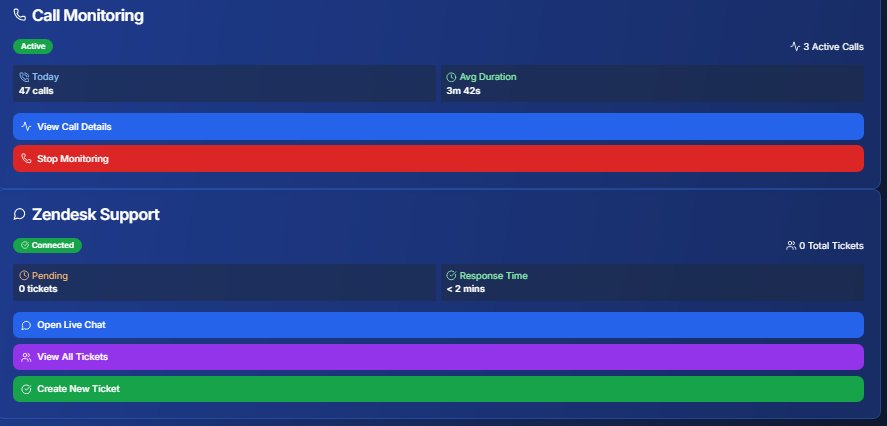 Call Monitoring
Active
3 Active Calls
Today
47 calls
Avg Duration
3m 42s
View Call Details
Stop Monitoring
Zendesk Support
Connected
0 Total Tickets
Pending
0 tickets
Response Time
< 2 mins
Open Live Chat
View All Tickets
Create New Ticket